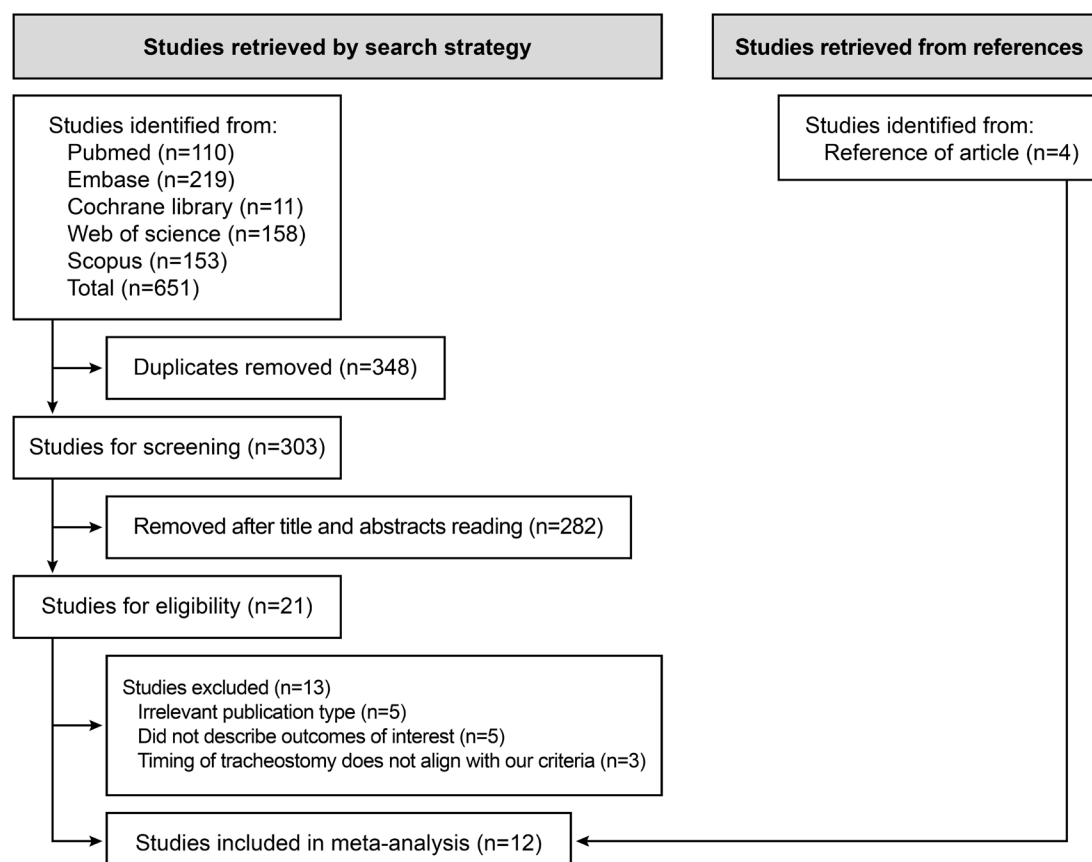 Studies retrieved by search strategy
Studies retrieved from references
Studies identified from:
Pubmed (n=110)
Embase (n=219)
Cochrane library (n=11)
Web of science (n=158)
Scopus (n=153)
Total (n=651)
Studies identified from:
Reference of article (n=4)
Duplicates removed (n=348)
Studies for screening (n=303)
Removed after title and abstracts reading (n=282)
Studies for eligibility (n=21)
Studies excluded (n=13)
Irrelevant publication type (n=5)
Did not describe outcomes of interest (n=5)
Timing of tracheostomy does not align with our criteria (n=3)
Studies included in meta-analysis (n=12)